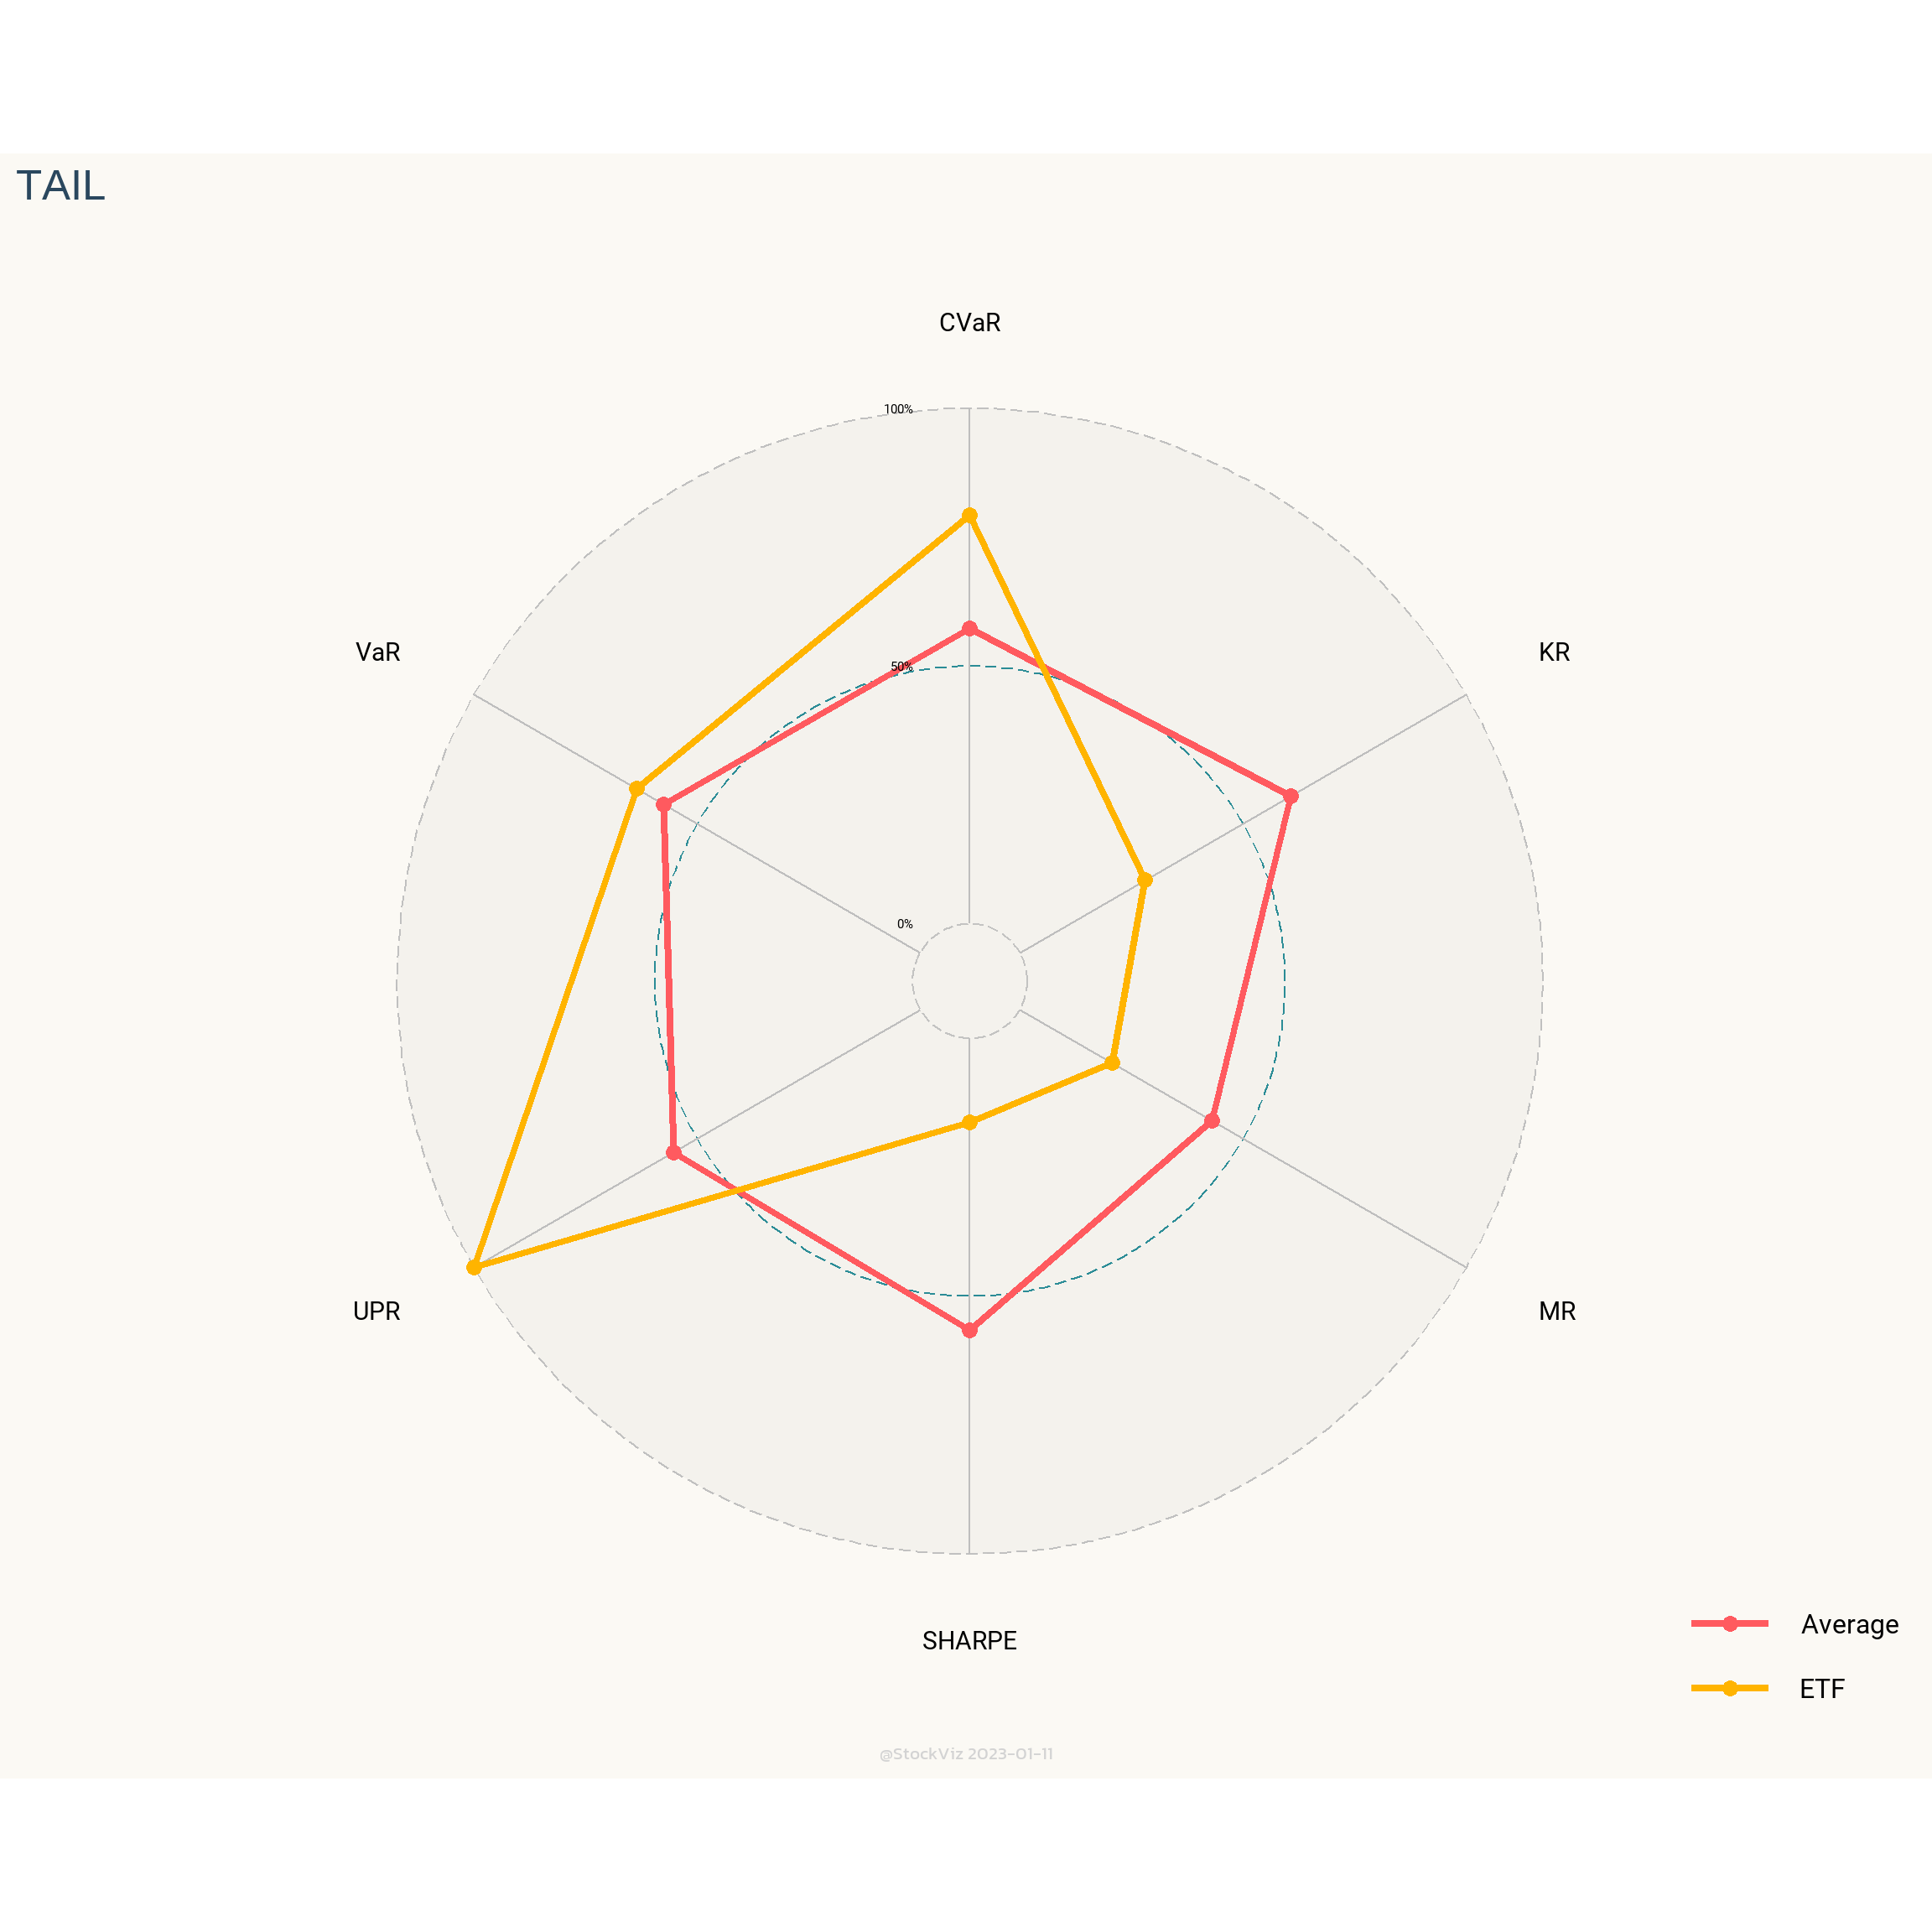 TAIL
CVaR
100%
VaR
50%
KR
0%
UPR
MR
SHARPE
Average
ETF
@StockViz 2023-01-11